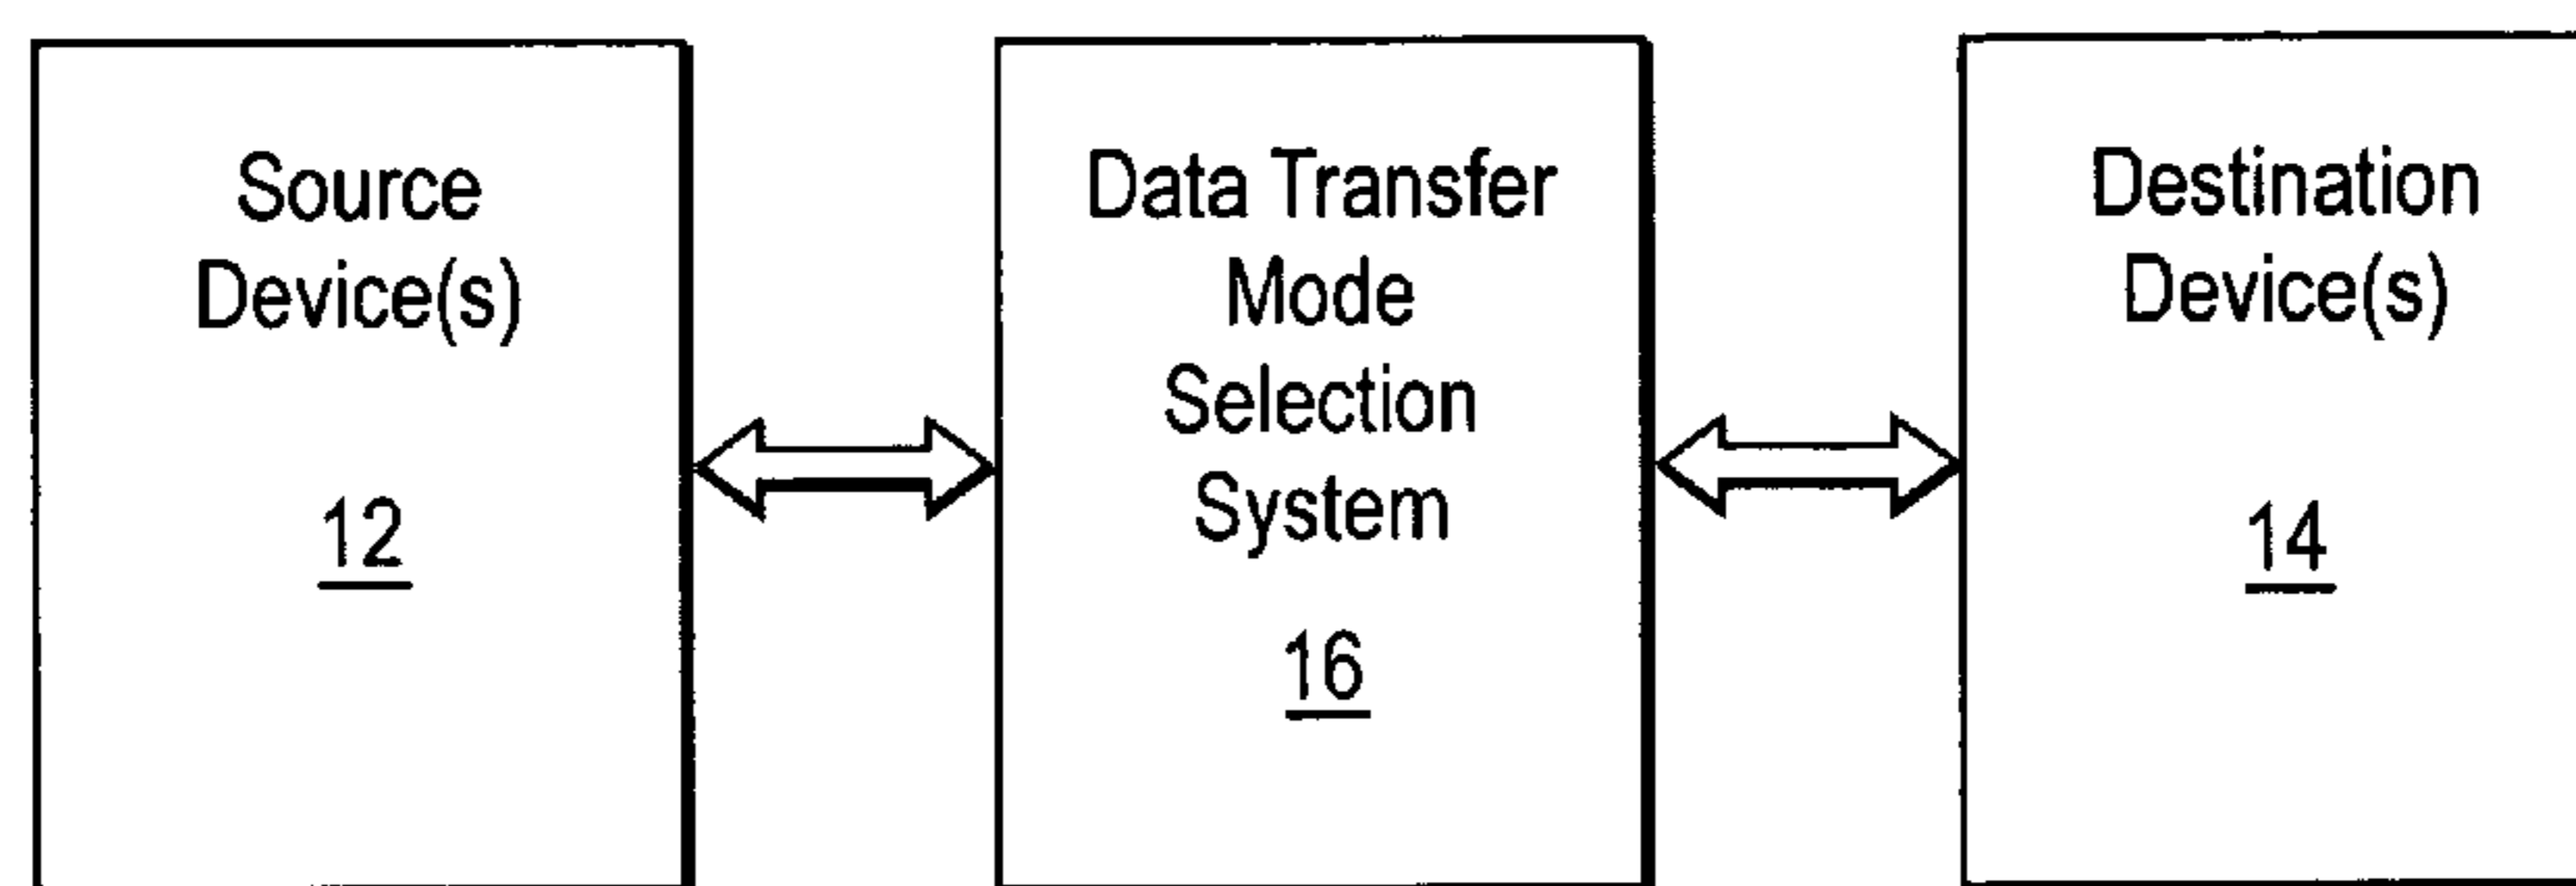 Source
Device(s)
12
Data Transfer
Mode
Selection
System
16
Destination
Device(s)
14